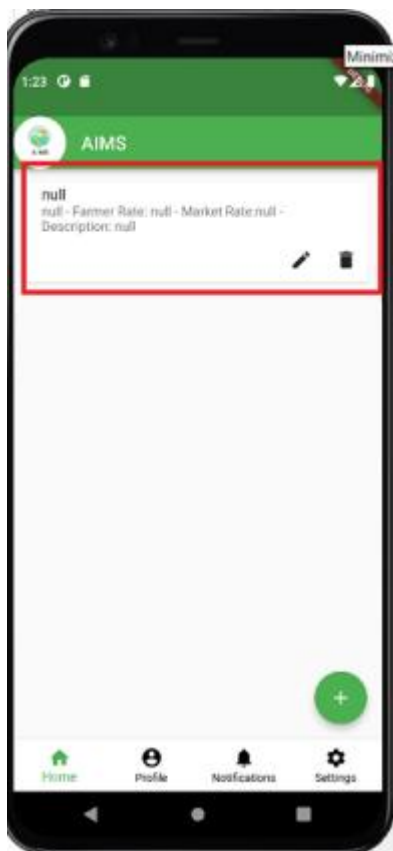 Minimi
1:23
AIMS
null
null - Farmer Rate: null - Market Rate:null -
Description: null
Home
Profile
Notifications
Settings